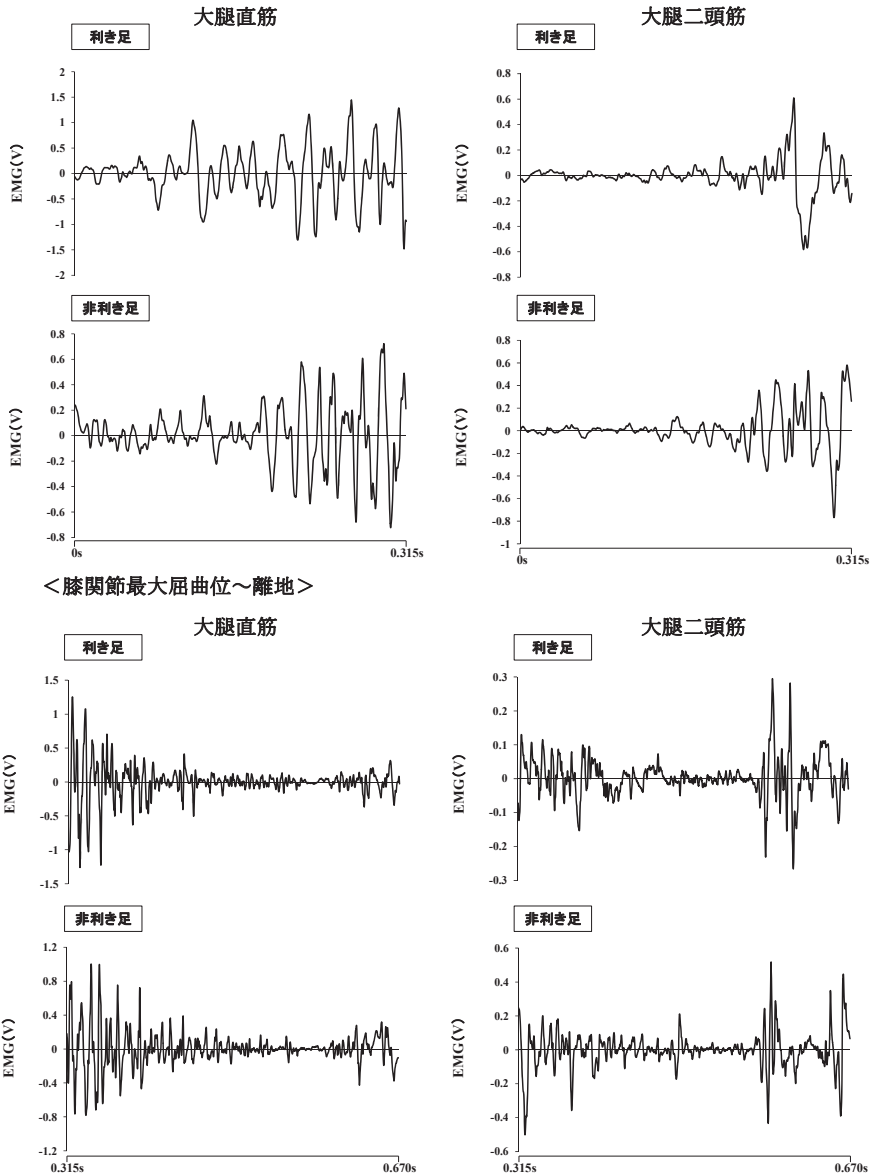 大腿直筋
利き足
EMG(V)
2
1.5
1
0.5
0
-0.5
-1
-1.5
-2
大腿二頭筋
利き足
EMG(V)
0.8
0.6
0.4
0.2
0
-0.2
-0.4
-0.6
-0.8
非利き足
EMG(V)
0.8
0.6
0.4
0.2
0
-0.2
-0.4
-0.6
-0.8
0s
0.315s
非利き足
EMG(V)
0.8
0.6
0.4
0.2
0
-0.2
-0.4
-0.6
-0.8
-1
0s
0.315s
＜膝関節最大屈曲位～離地＞
大腿直筋
利き足
EMG(V)
1.5
1
0.5
0
-0.5
-1
-1.5
大腿二頭筋
利き足
EMG(V)
0.3
0.2
0.1
0
-0.1
-0.2
-0.3
非利き足
EMG(V)
1.2
0.8
0.4
0
-0.4
-0.8
-1.2
0.315s
0.670s
非利き足
EMG(V)
0.6
0.4
0.2
0
-0.2
-0.4
-0.6
0.315s
0.670s